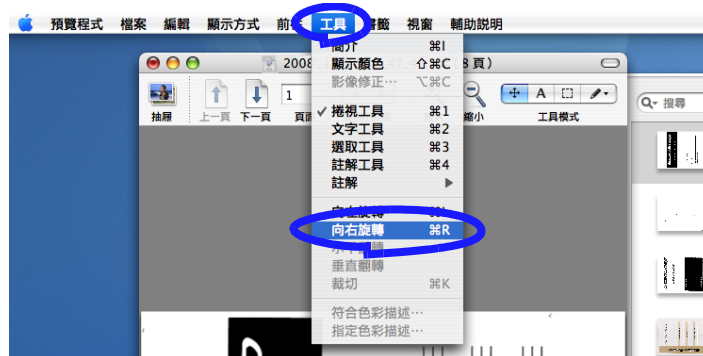 預覽程式 檔案 編輯 顯示方式 工具 視窗 輔助說明
2008
8 頁)
簡介 ⌘I
顯示顏色 ⇧⌘C
影像修正… ⌥⌘C
✓捲視工具 ⌘1
文字工具 ⌘2
選取工具 ⌘3
註解工具 ⌘4
註解 ▶
向左旋轉
向右旋轉 ⌘R
垂直翻轉
裁切 ⌘K
符合色彩描述…
指定色彩描述…
1
A
抽屜 上一頁 下一頁 縮小 工具模式
搜尋